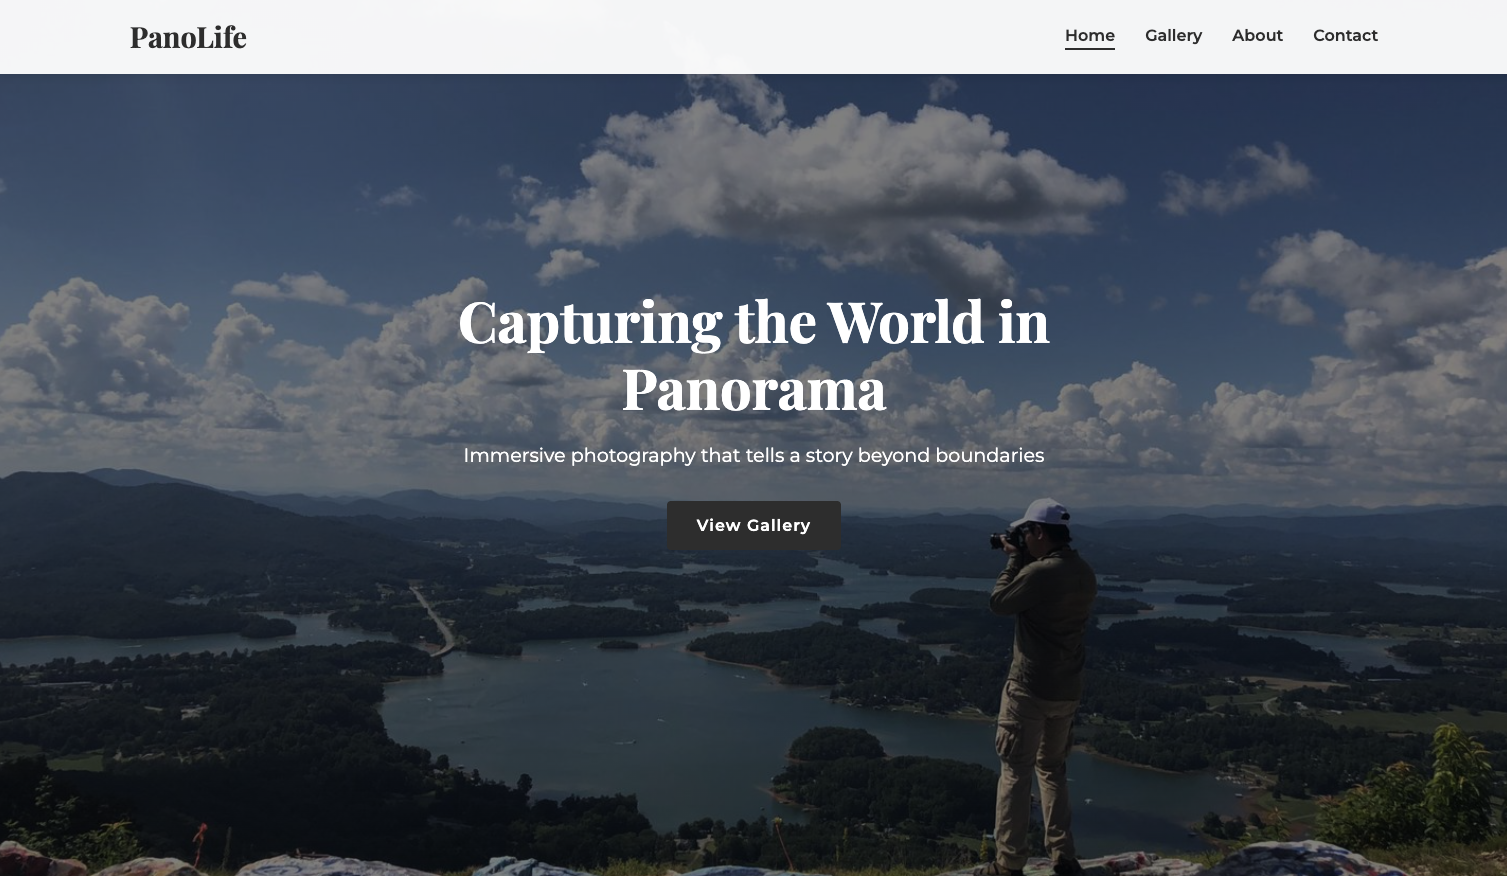 PanoLife
Home Gallery About Contact
Capturing the World in
Panorama
Immersive photography that tells a story beyond boundaries
View Gallery